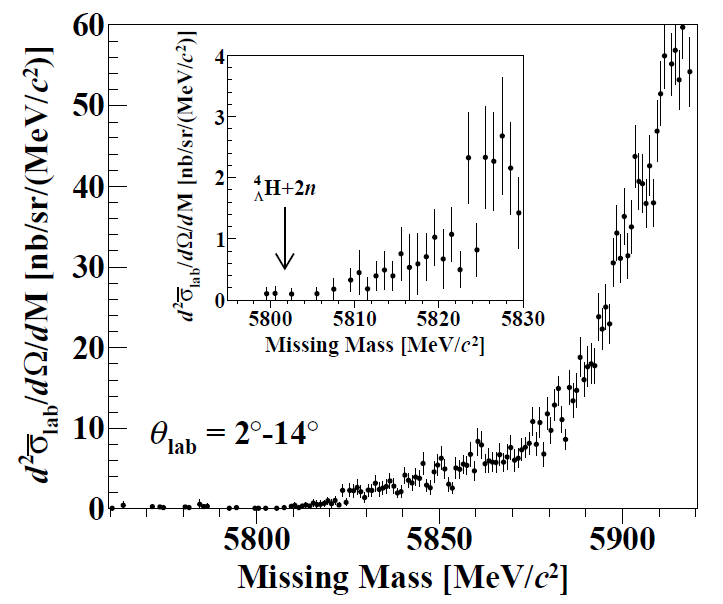 60
50
40
30
20
10
0
d²σ̅lab/dΩ/dM [nb/sr/(MeV/c²)]
4
3
2
1
0
d²σ̅lab/dΩ/dM [nb/sr/(MeV/c²)]
⁴ΛH+2n
5800 5810 5820 5830
Missing Mass [MeV/c²]
θlab = 2°-14°
5800 5850 5900
Missing Mass [MeV/c²]